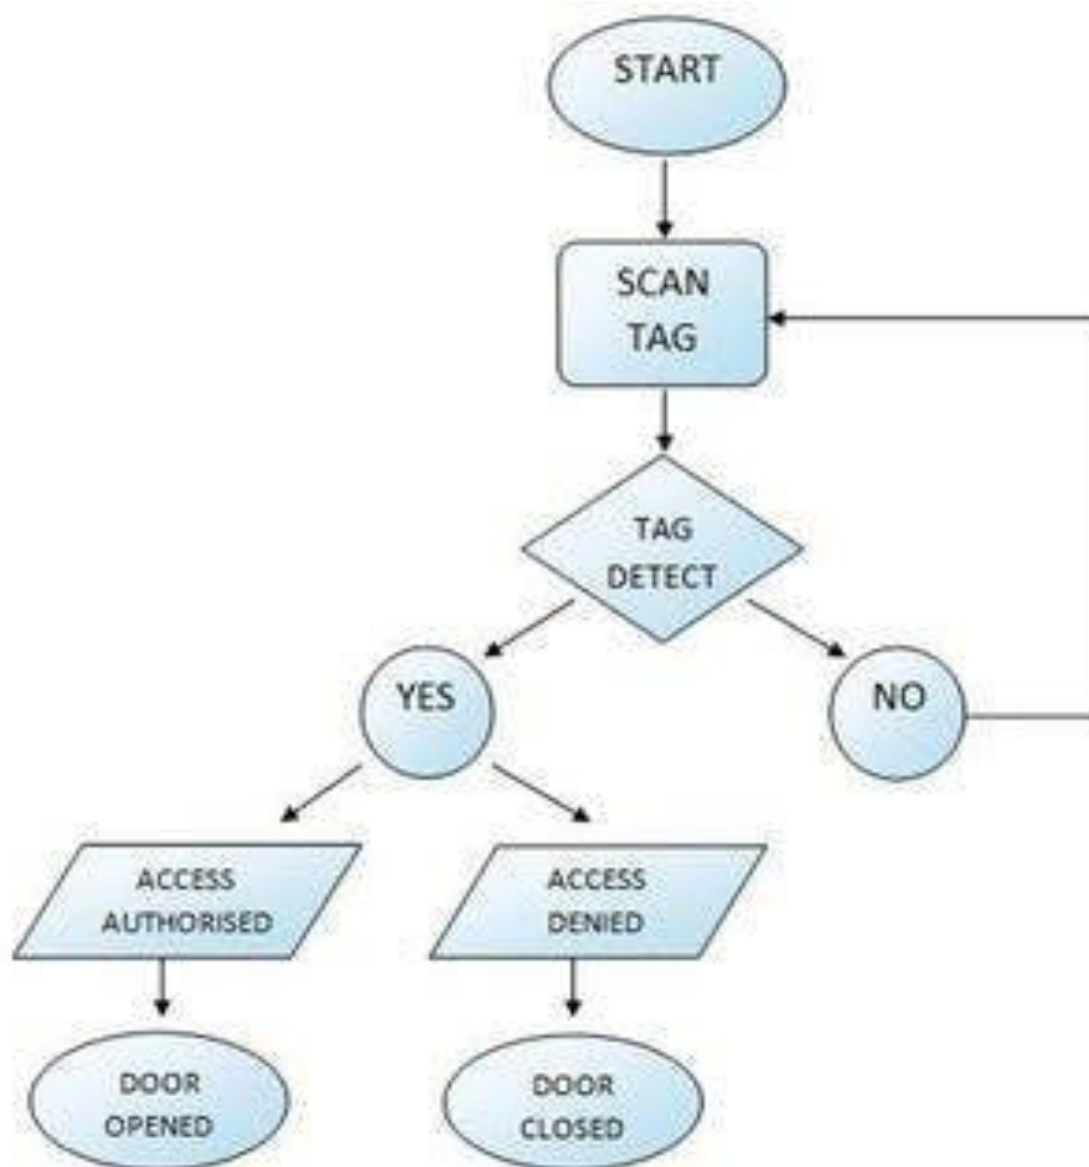 START
SCAN
TAG
TAG
DETECT
YES
NO
ACCESS
AUTHORISED
ACCESS
DENIED
DOOR
OPENED
DOOR
CLOSED